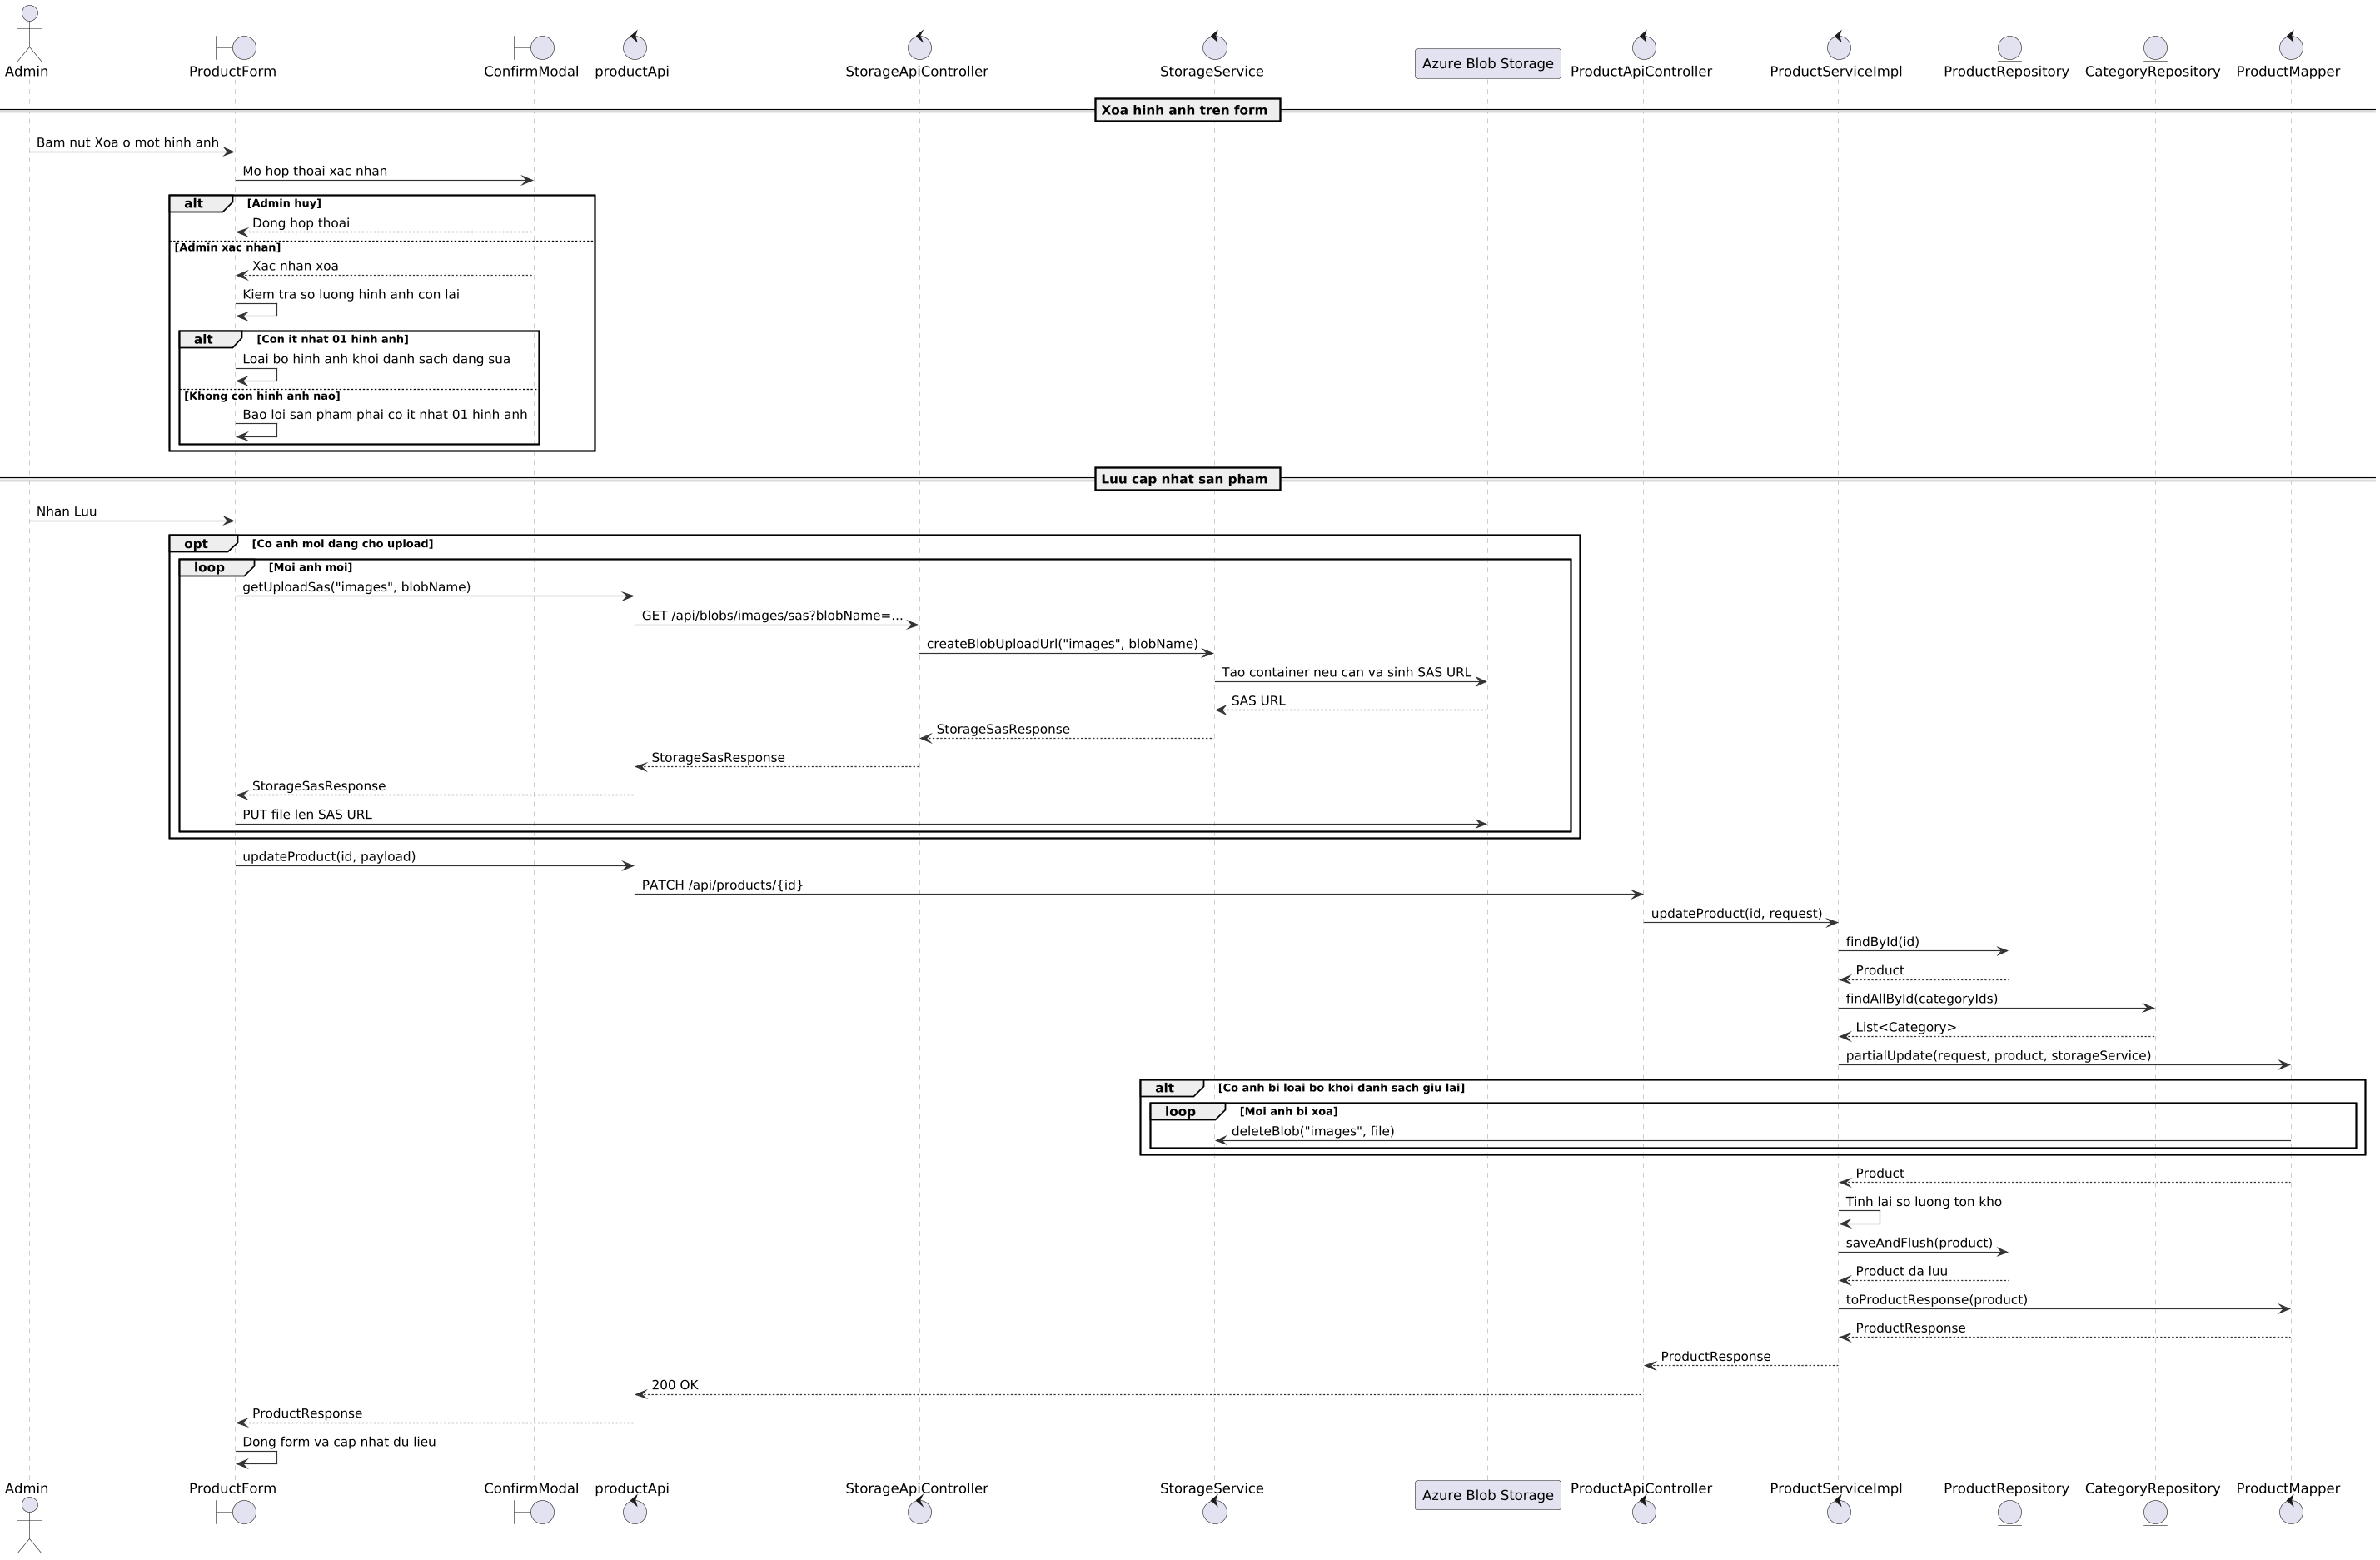 Admin
ProductForm
ConfirmModal
productApi
StorageApiController
StorageService
Azure Blob Storage
ProductApiController
ProductServiceImpl
ProductRepository
CategoryRepository
ProductMapper
Xoa hinh anh tren form
Bam nut Xoa o mot hinh anh
Mo hop thoai xac nhan
alt [Admin huy]
Dong hop thoai
[Admin xac nhan]
Xac nhan xoa
Kiem tra so luong hinh anh con lai
alt [Con it nhat 01 hinh anh]
Loai bo hinh anh khoi danh sach dang sua
[Khong con hinh anh nao]
Bao loi san pham phai co it nhat 01 hinh anh
Luu cap nhat san pham
Nhan Luu
opt [Co anh moi dang cho upload]
loop [Moi anh moi]
getUploadSas("images", blobName)
GET /api/blobs/images/sas?blobName=...
createBlobUploadUrl("images", blobName)
Tao container neu can va sinh SAS URL
SAS URL
StorageSasResponse
StorageSasResponse
StorageSasResponse
PUT file len SAS URL
updateProduct(id, payload)
PATCH /api/products/{id}
updateProduct(id, request)
findById(id)
Product
findAllById(categoryIds)
List<Category>
partialUpdate(request, product, storageService)
alt [Co anh bi loai bo khoi danh sach giu lai]
loop [Moi anh bi xoa]
deleteBlob("images", file)
Product
Tinh lai so luong ton kho
saveAndFlush(product)
Product da luu
toProductResponse(product)
ProductResponse
ProductResponse
200 OK
ProductResponse
Dong form va cap nhat du lieu
Admin
ProductForm
ConfirmModal
productApi
StorageApiController
StorageService
Azure Blob Storage
ProductApiController
ProductServiceImpl
ProductRepository
CategoryRepository
ProductMapper